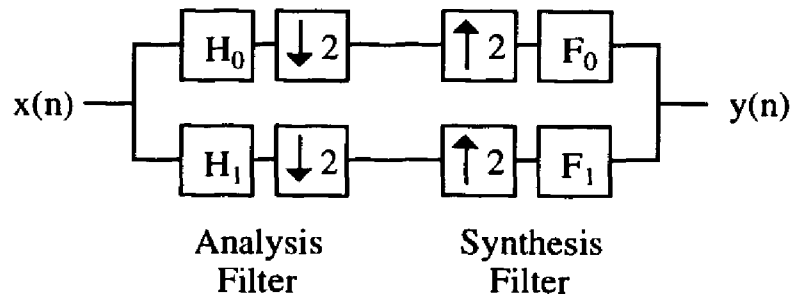 H₀ ↓ 2 ↑ 2 F₀
x(n) y(n)
H₁ ↓ 2 ↑ 2 F₁
Analysis Synthesis
Filter Filter